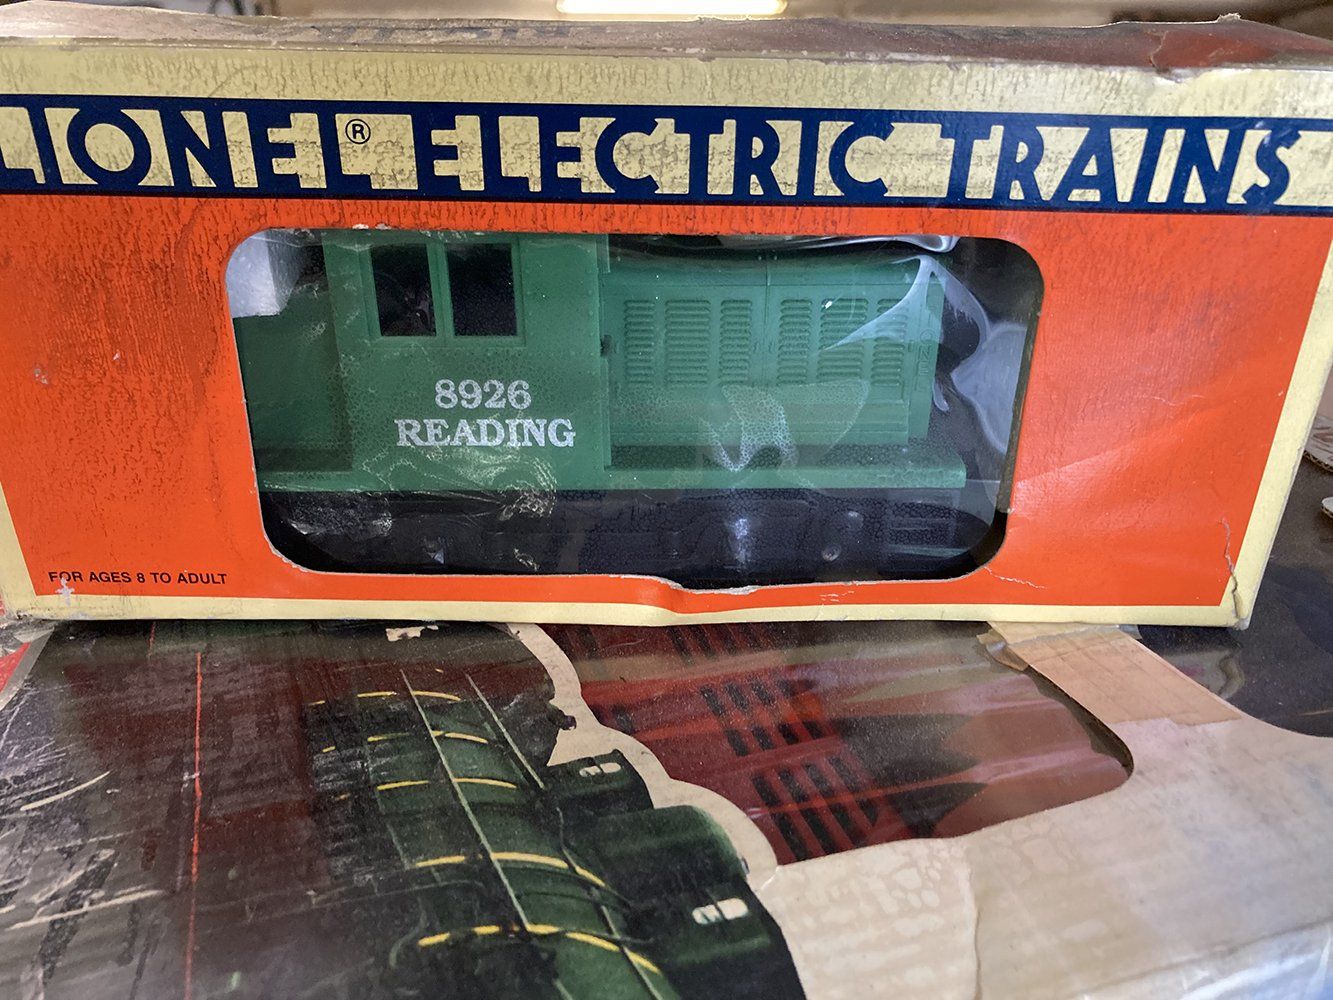 LIONEL® ELECTRIC TRAINS
8926
READING
FOR AGES 8 TO ADULT